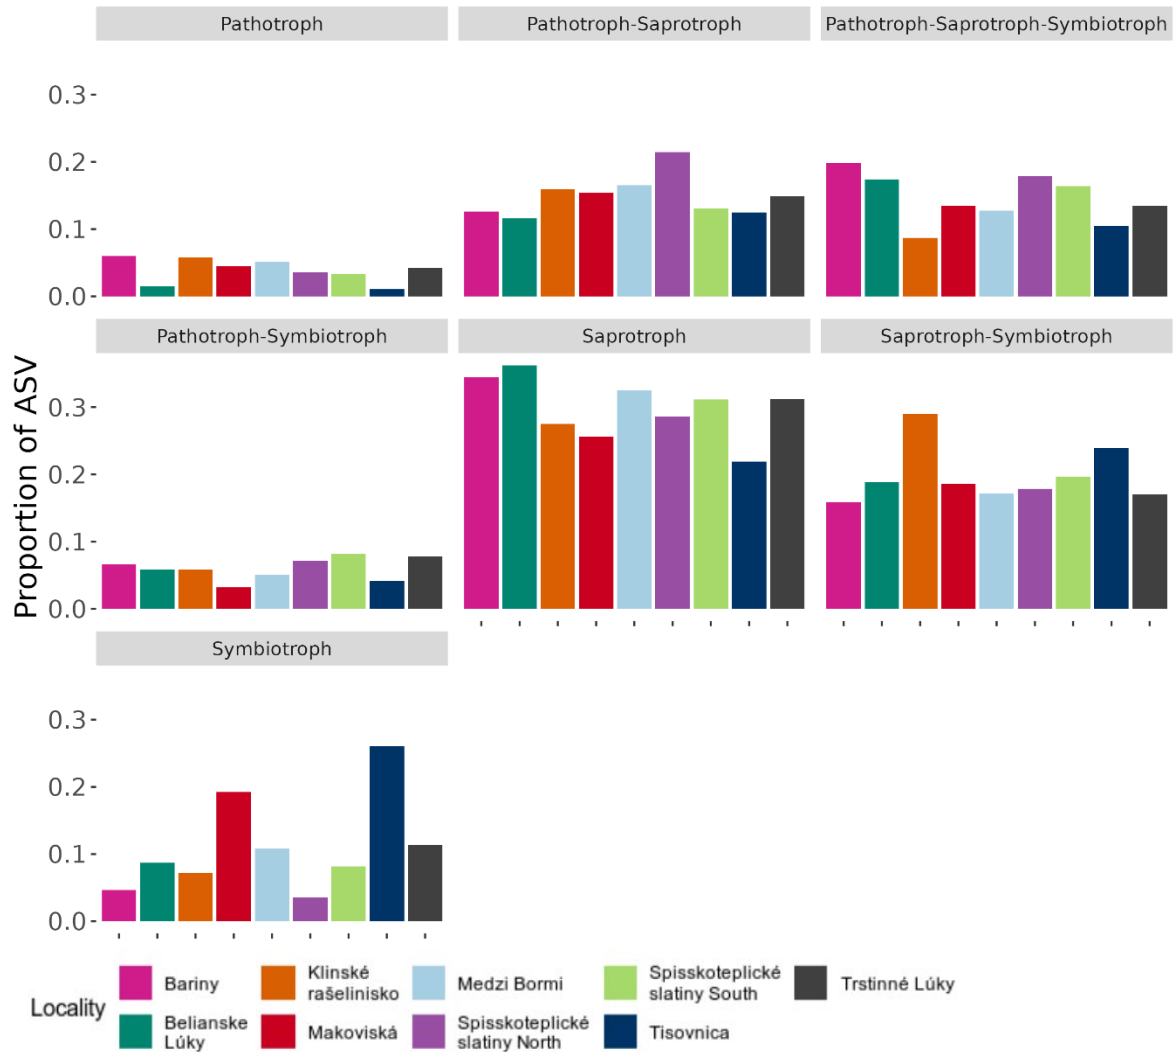 Pathotroph
Pathotroph-Saprotroph
Pathotroph-Saprotroph-Symbiotroph
0.3
0.2
0.1
0.0
Pathotroph-Symbiotroph
Saprotroph
Saprotroph-Symbiotroph
Proportion of ASV
0.3
0.2
0.1
0.0
Symbiotroph
0.3
0.2
0.1
0.0
Locality
Bariny
Belianske
Lúky
Klinské
rašelinisko
Makoviská
Medzi Bormi
Spisskoteplické
slatiny North
Spisskoteplické
slatiny South
Tisovnica
Trstinné Lúky